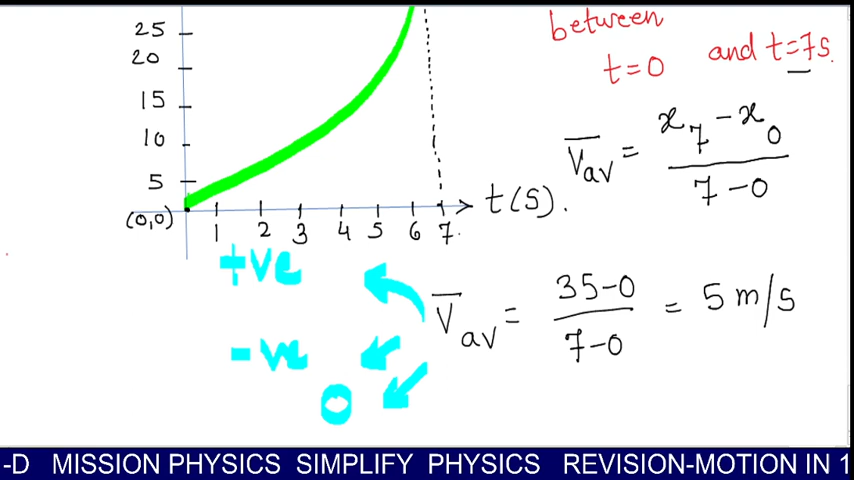 25
20
15
10
5
(0,0)
1 2 3 4 5 6 7.
t(s).
between
t=0 and t=7s.
V̅av = x7 - x0 / 7-0
+ve
-ve
0
V̅av = 35-0 / 7-0 = 5 m/s
-D MISSION PHYSICS SIMPLIFY PHYSICS REVISION-MOTION IN 1